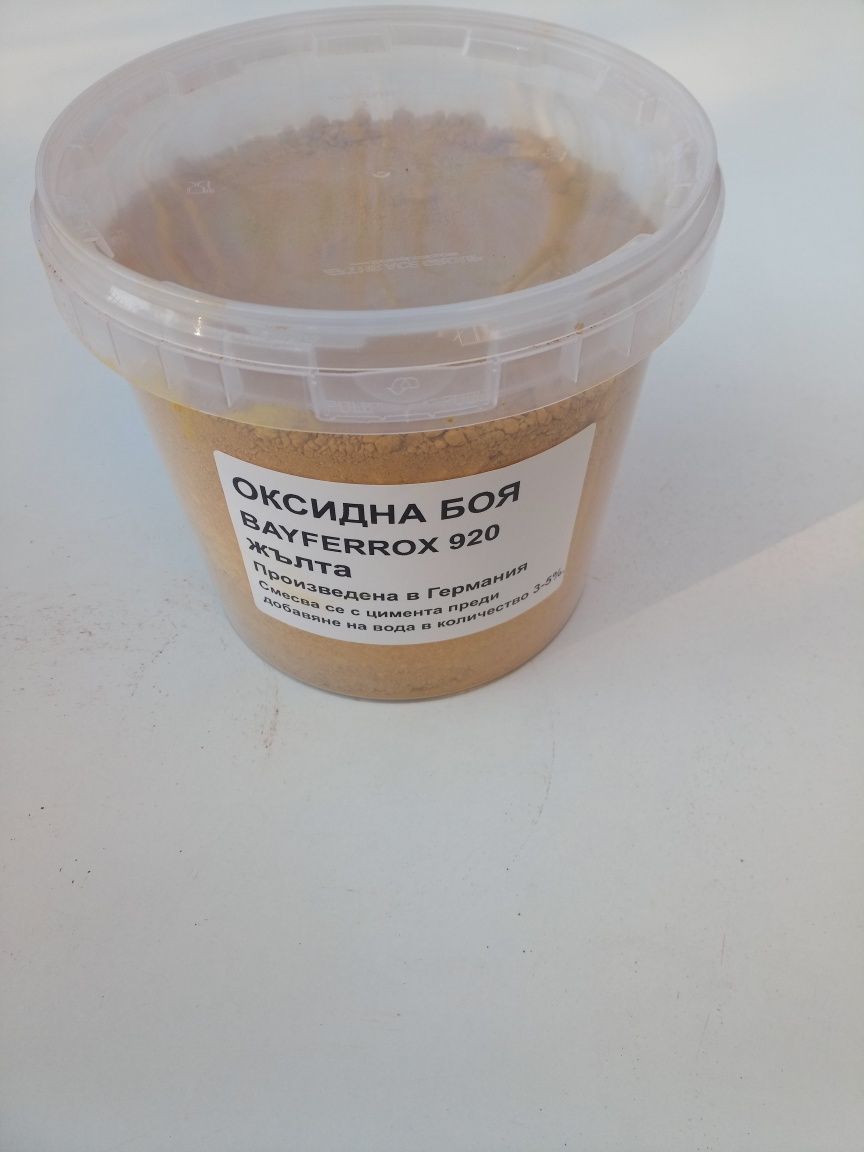 ОКСИДНА БОЯ
BAYFERROX 920
жълта
Произведена в Германия
Смесва се с цимента преди
добавяне на вода в количество 3-5%